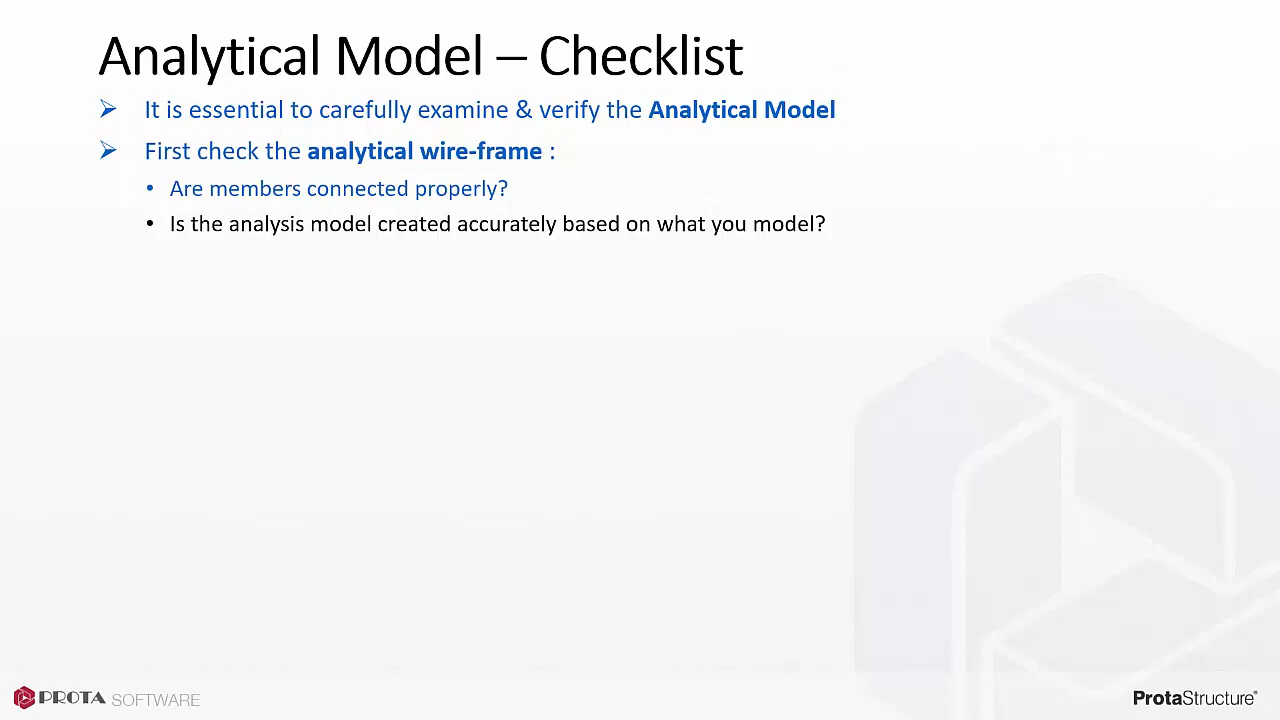 Analytical Model – Checklist
➢ It is essential to carefully examine & verify the Analytical Model
➢ First check the analytical wire-frame :
• Are members connected properly?
• Is the analysis model created accurately based on what you model?
PROTA SOFTWARE
ProtaStructure®